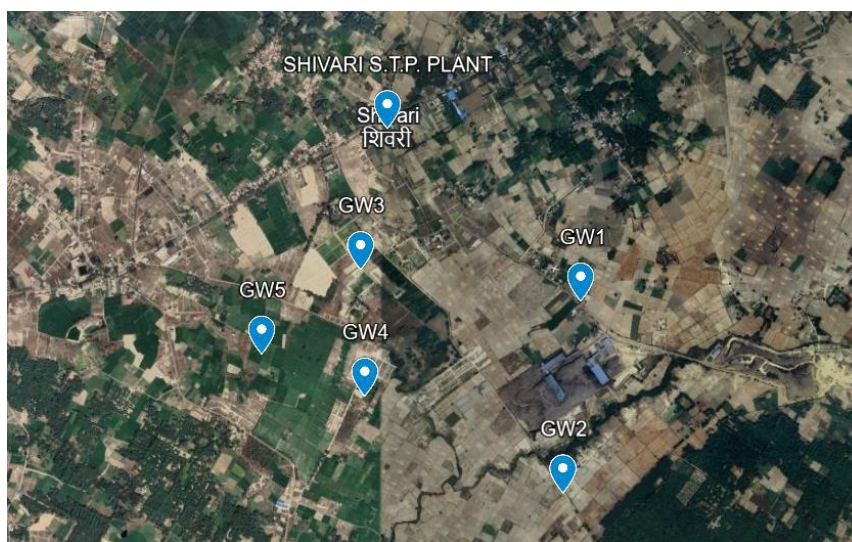 SHIVARI S.T.P. PLANT
Shivari
शिवरी
GW3
GW1
GW5
GW4
GW2